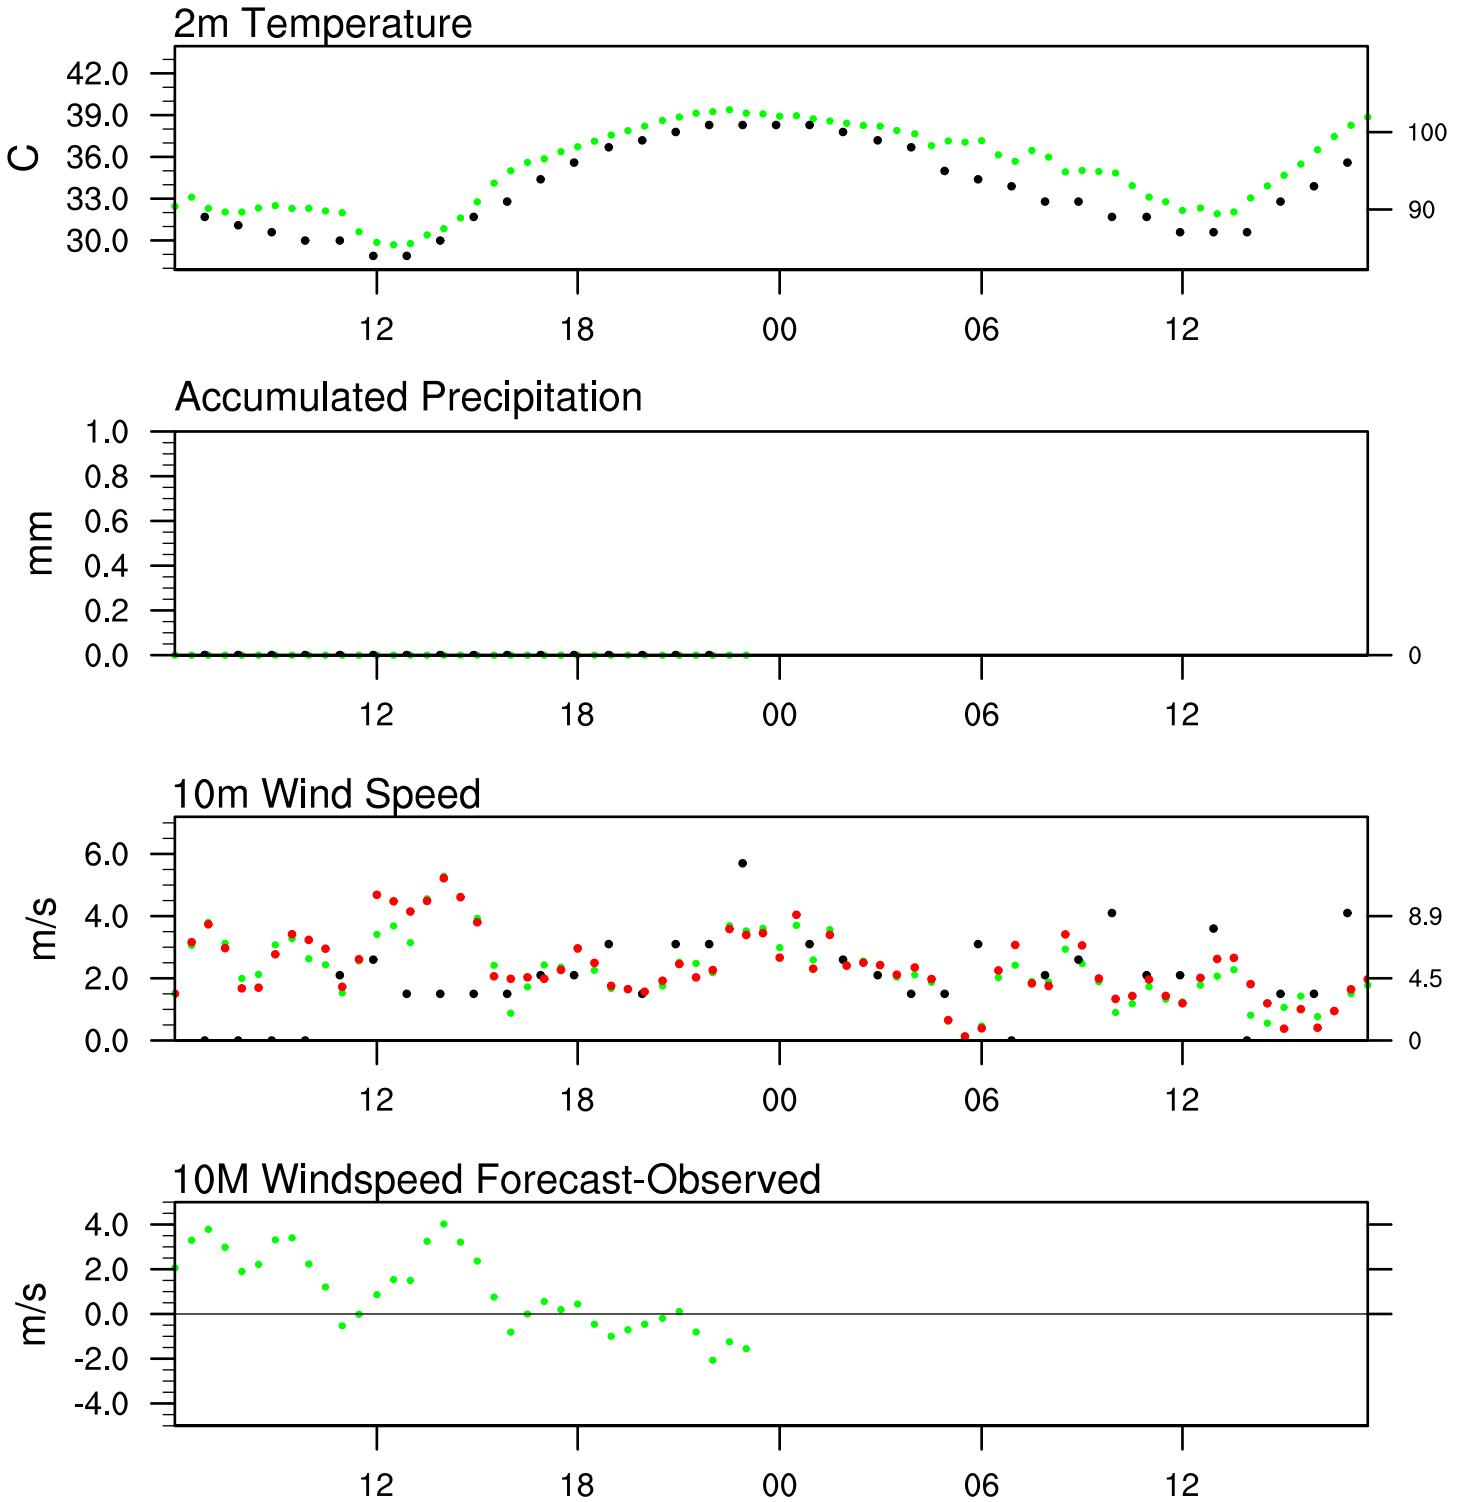 2m Temperature
42.0
39.0
36.0
33.0
30.0
C
100
90
12 18 00 06 12
Accumulated Precipitation
1.0
0.8
0.6
0.4
0.2
0.0
mm
0
12 18 00 06 12
10m Wind Speed
6.0
4.0
2.0
0.0
m/s
8.9
4.5
0
12 18 00 06 12
10M Windspeed Forecast-Observed
4.0
2.0
0.0
-2.0
-4.0
m/s
12 18 00 06 12